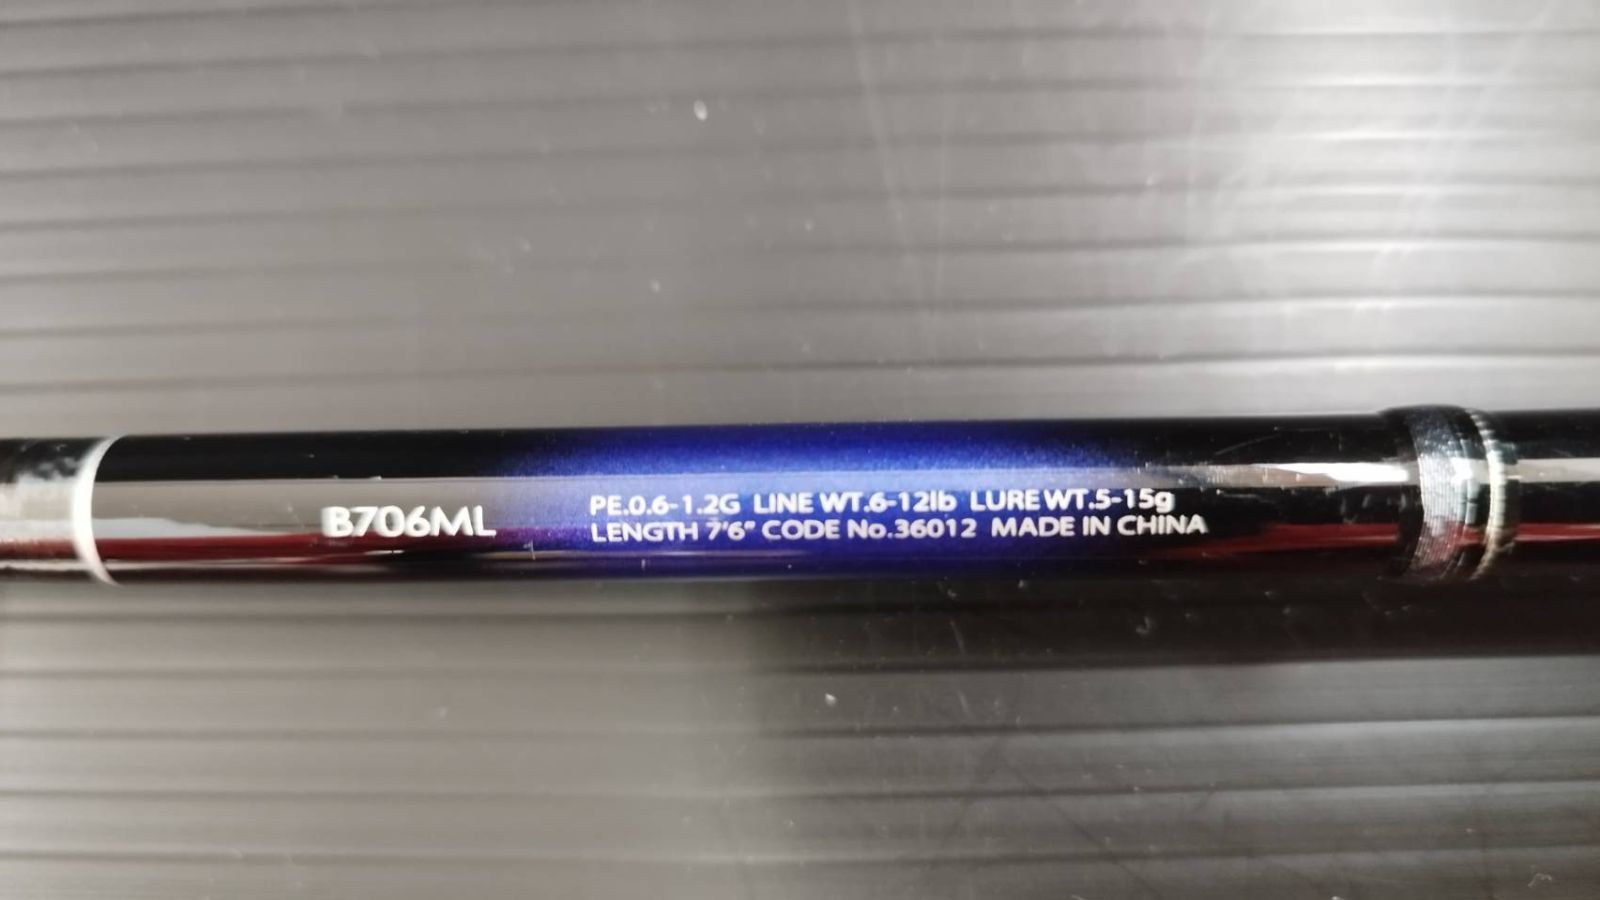 B706ML
PE.0.6-1.2G LINE WT.6-12lb LURE WT.5-15g
LENGTH 7'6" CODE No.36012 MADE IN CHINA